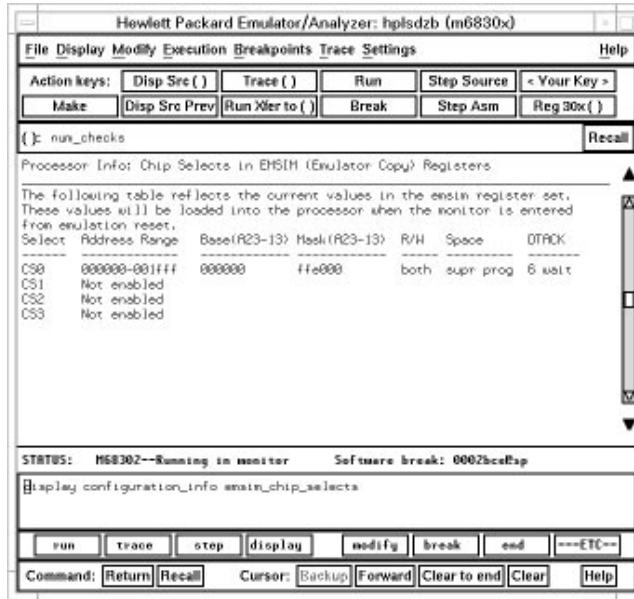 Hewlett Packard Emulator/Analyzer: hplsdzb (m6830x)
File Display Modify Execution Breakpoints Trace Settings Help
Action keys: Disp Src ( ) Trace ( ) Run Step Source < Your Key >
Make Disp Src Prev Run Xfer to ( ) Break Step Asm Reg 30x ( )
( ): num_checks Recall
Processor Info: Chip Selects in EMSIM (Emulator Copy) Registers
The following table reflects the current values in the emsim register set.
These values will be loaded into the processor when the monitor is entered
from emulation reset.
Select Address Range Base(A23-13) Mask(A23-13) R/W Space DTACK
------ ------------- ------------ ------------ --- --------- ------
CS0 000000-001fff 000000 ffe000 both supr prog 6 wait
CS1 Not enabled
CS2 Not enabled
CS3 Not enabled
STATUS: M68302--Running in monitor Software break: 0002bce@sp
display configuration_info emsim_chip_selects
run trace step display modify break end ---ETC--
Command: Return Recall Cursor: Backup Forward Clear to end Clear Help